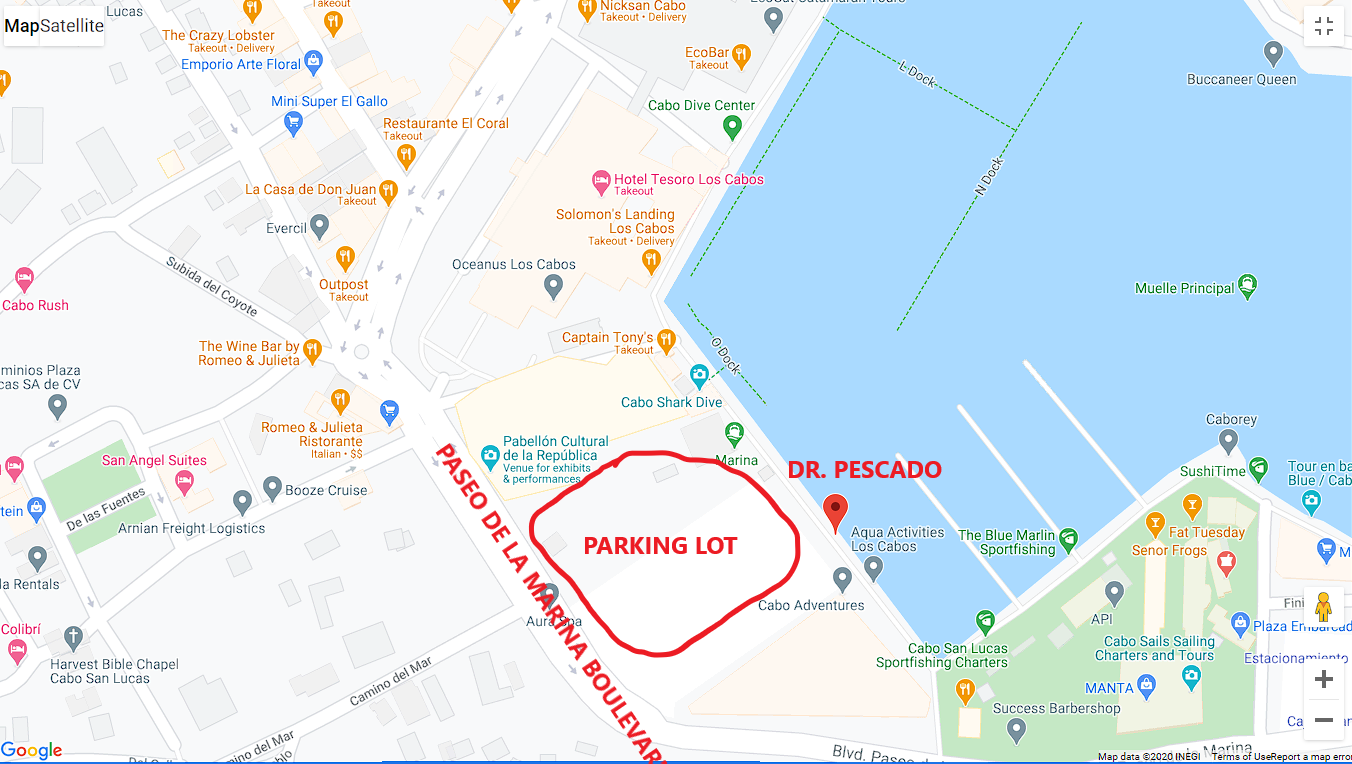 Map
Satellite
Lucas
Takeout
The Crazy Lobster
Takeout • Delivery
Emporio Arte Floral
Mini Super El Gallo
Restaurante El Coral
Takeout
La Casa de Don Juan
Takeout
Evercil
Outpost
Takeout
Subida del Coyote
Cabo Rush
The Wine Bar by
Romeo & Julieta
minios Plaza
cas SA de CV
Romeo & Julieta
Ristorante
Italian • $$
San Angel Suites
Booze Cruise
De las Fuentes
Arnian Freight Logistics
tein
la Rentals
Colibrí
Harvest Bible Chapel
Cabo San Lucas
Camino del Mar
mino del Mar
Nicksan Cabo
Takeout • Delivery
EcoBar
Takeout
Cabo Dive Center
Hotel Tesoro Los Cabos
Takeout
Solomon's Landing
Los Cabos
Takeout • Delivery
Oceanus Los Cabos
Captain Tony's
Takeout
Cabo Shark Dive
Pabellón Cultural
de la República
Venue for exhibits
& performances
Marina
PASEO DE LA MARINA BOULEVAR
PARKING LOT
DR. PESCADO
Aura Spa
Aqua Activities
Los Cabos
Cabo Adventures
L Dock
N Dock
O Dock
Buccaneer Queen
Muelle Principal
Caborey
SushiTime
Tour en ba
Blue / Cab
The Blue Marlin
Sportfishing
Fat Tuesday
Senor Frogs
M
API
Fini
Plaza Embarcad
Cabo San Lucas
Sportfishing Charters
Cabo Sails Sailing
Charters and Tours
Estacionamiento
MANTA
Success Barbershop
Blvd. Paseo de
la Marina
Google
Map data ©2020 INEGI
Terms of Use
Report a map error